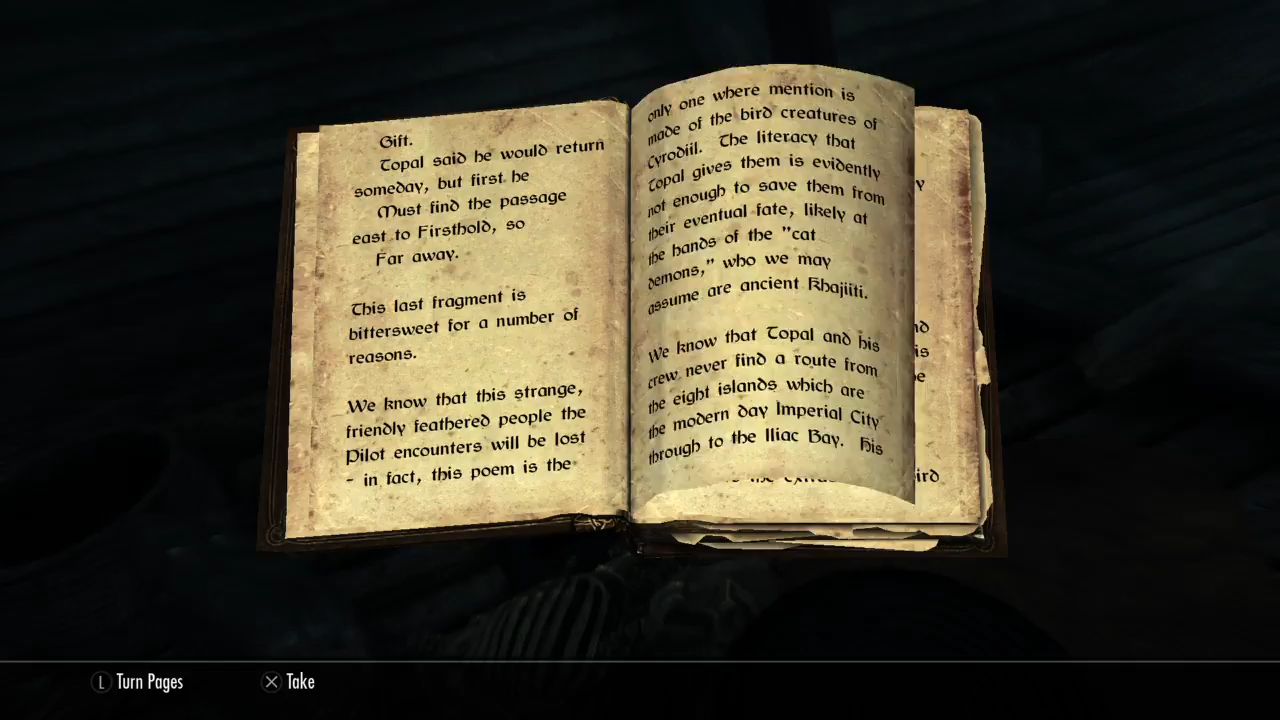 Gift.
Topal said he would return
someday, but first he
Must find the passage
east to Firsthold, so
Far away.
This last fragment is
bittersweet for a number of
reasons.
We know that this strange,
friendly feathered people the
Pilot encounters will be lost
- in fact, this poem is the
only one where mention is
made of the bird creatures of
Cyrodiil. The literacy that
Topal gives them is evidently
not enough to save them from
their eventual fate, likely at
the hands of the "cat
demons," who we may
assume are ancient Khajiiti.
We know that Topal and his
crew never find a route from
the eight islands which are
the modern day Imperial City
through to the Iliac Bay. His
L Turn Pages
X Take